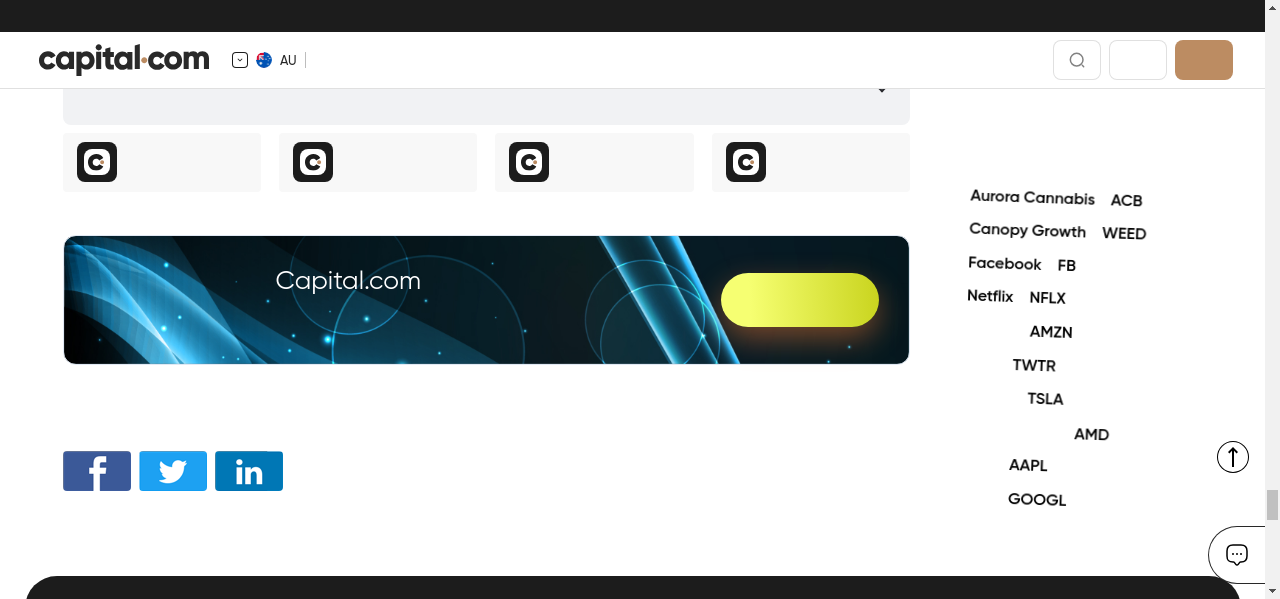 capital.com
AU
Capital.com
Aurora Cannabis ACB
Canopy Growth WEED
Facebook FB
Netflix NFLX
AMZN
TWTR
TSLA
AMD
AAPL
GOOGL